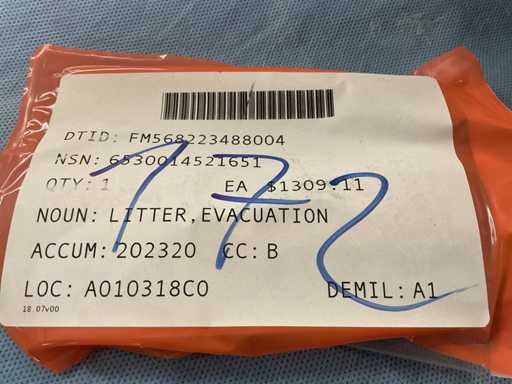 DTID: FM568223488004
NSN: 6530014521651
QTY: 1 EA $1309.11
NOUN: LITTER, EVACUATION
ACCUM: 202320 CC: B
LOC: A010318C0 DEMIL: A1
18.07v00
172